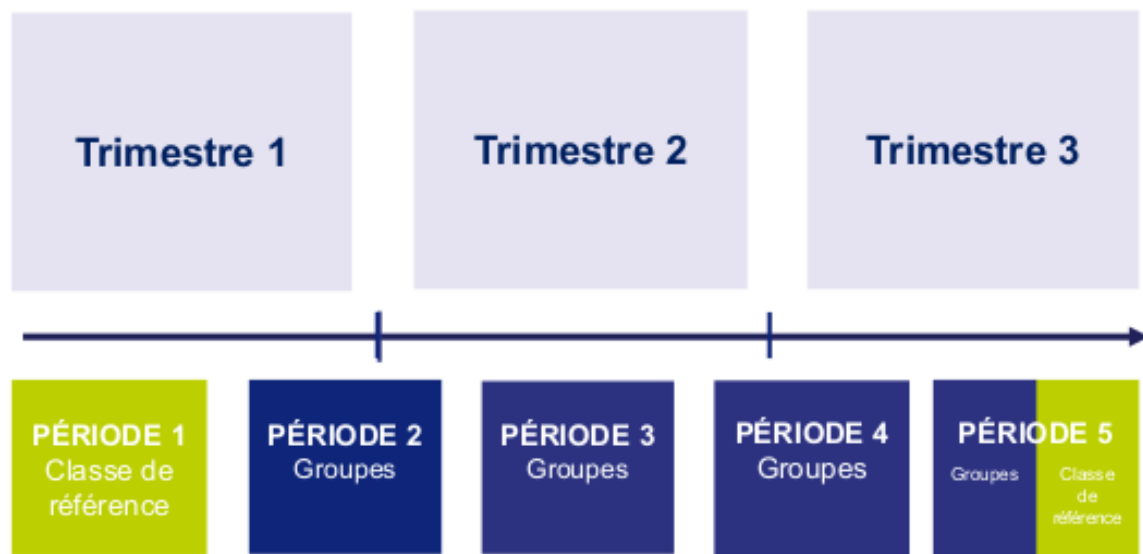 Trimestre 1
Trimestre 2
Trimestre 3
PÉRIODE 1
Classe de
référence
PÉRIODE 2
Groupes
PÉRIODE 3
Groupes
PÉRIODE 4
Groupes
PÉRIODE 5
Groupes
Classe
de
référence